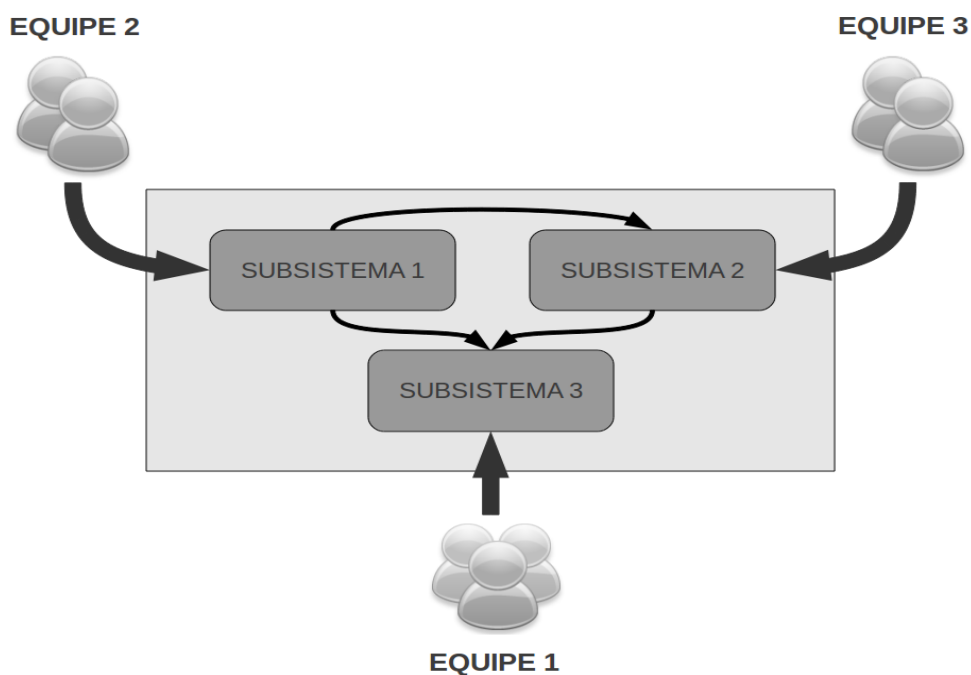 EQUIPE 2
EQUIPE 3
SUBSISTEMA 1
SUBSISTEMA 2
SUBSISTEMA 3
EQUIPE 1